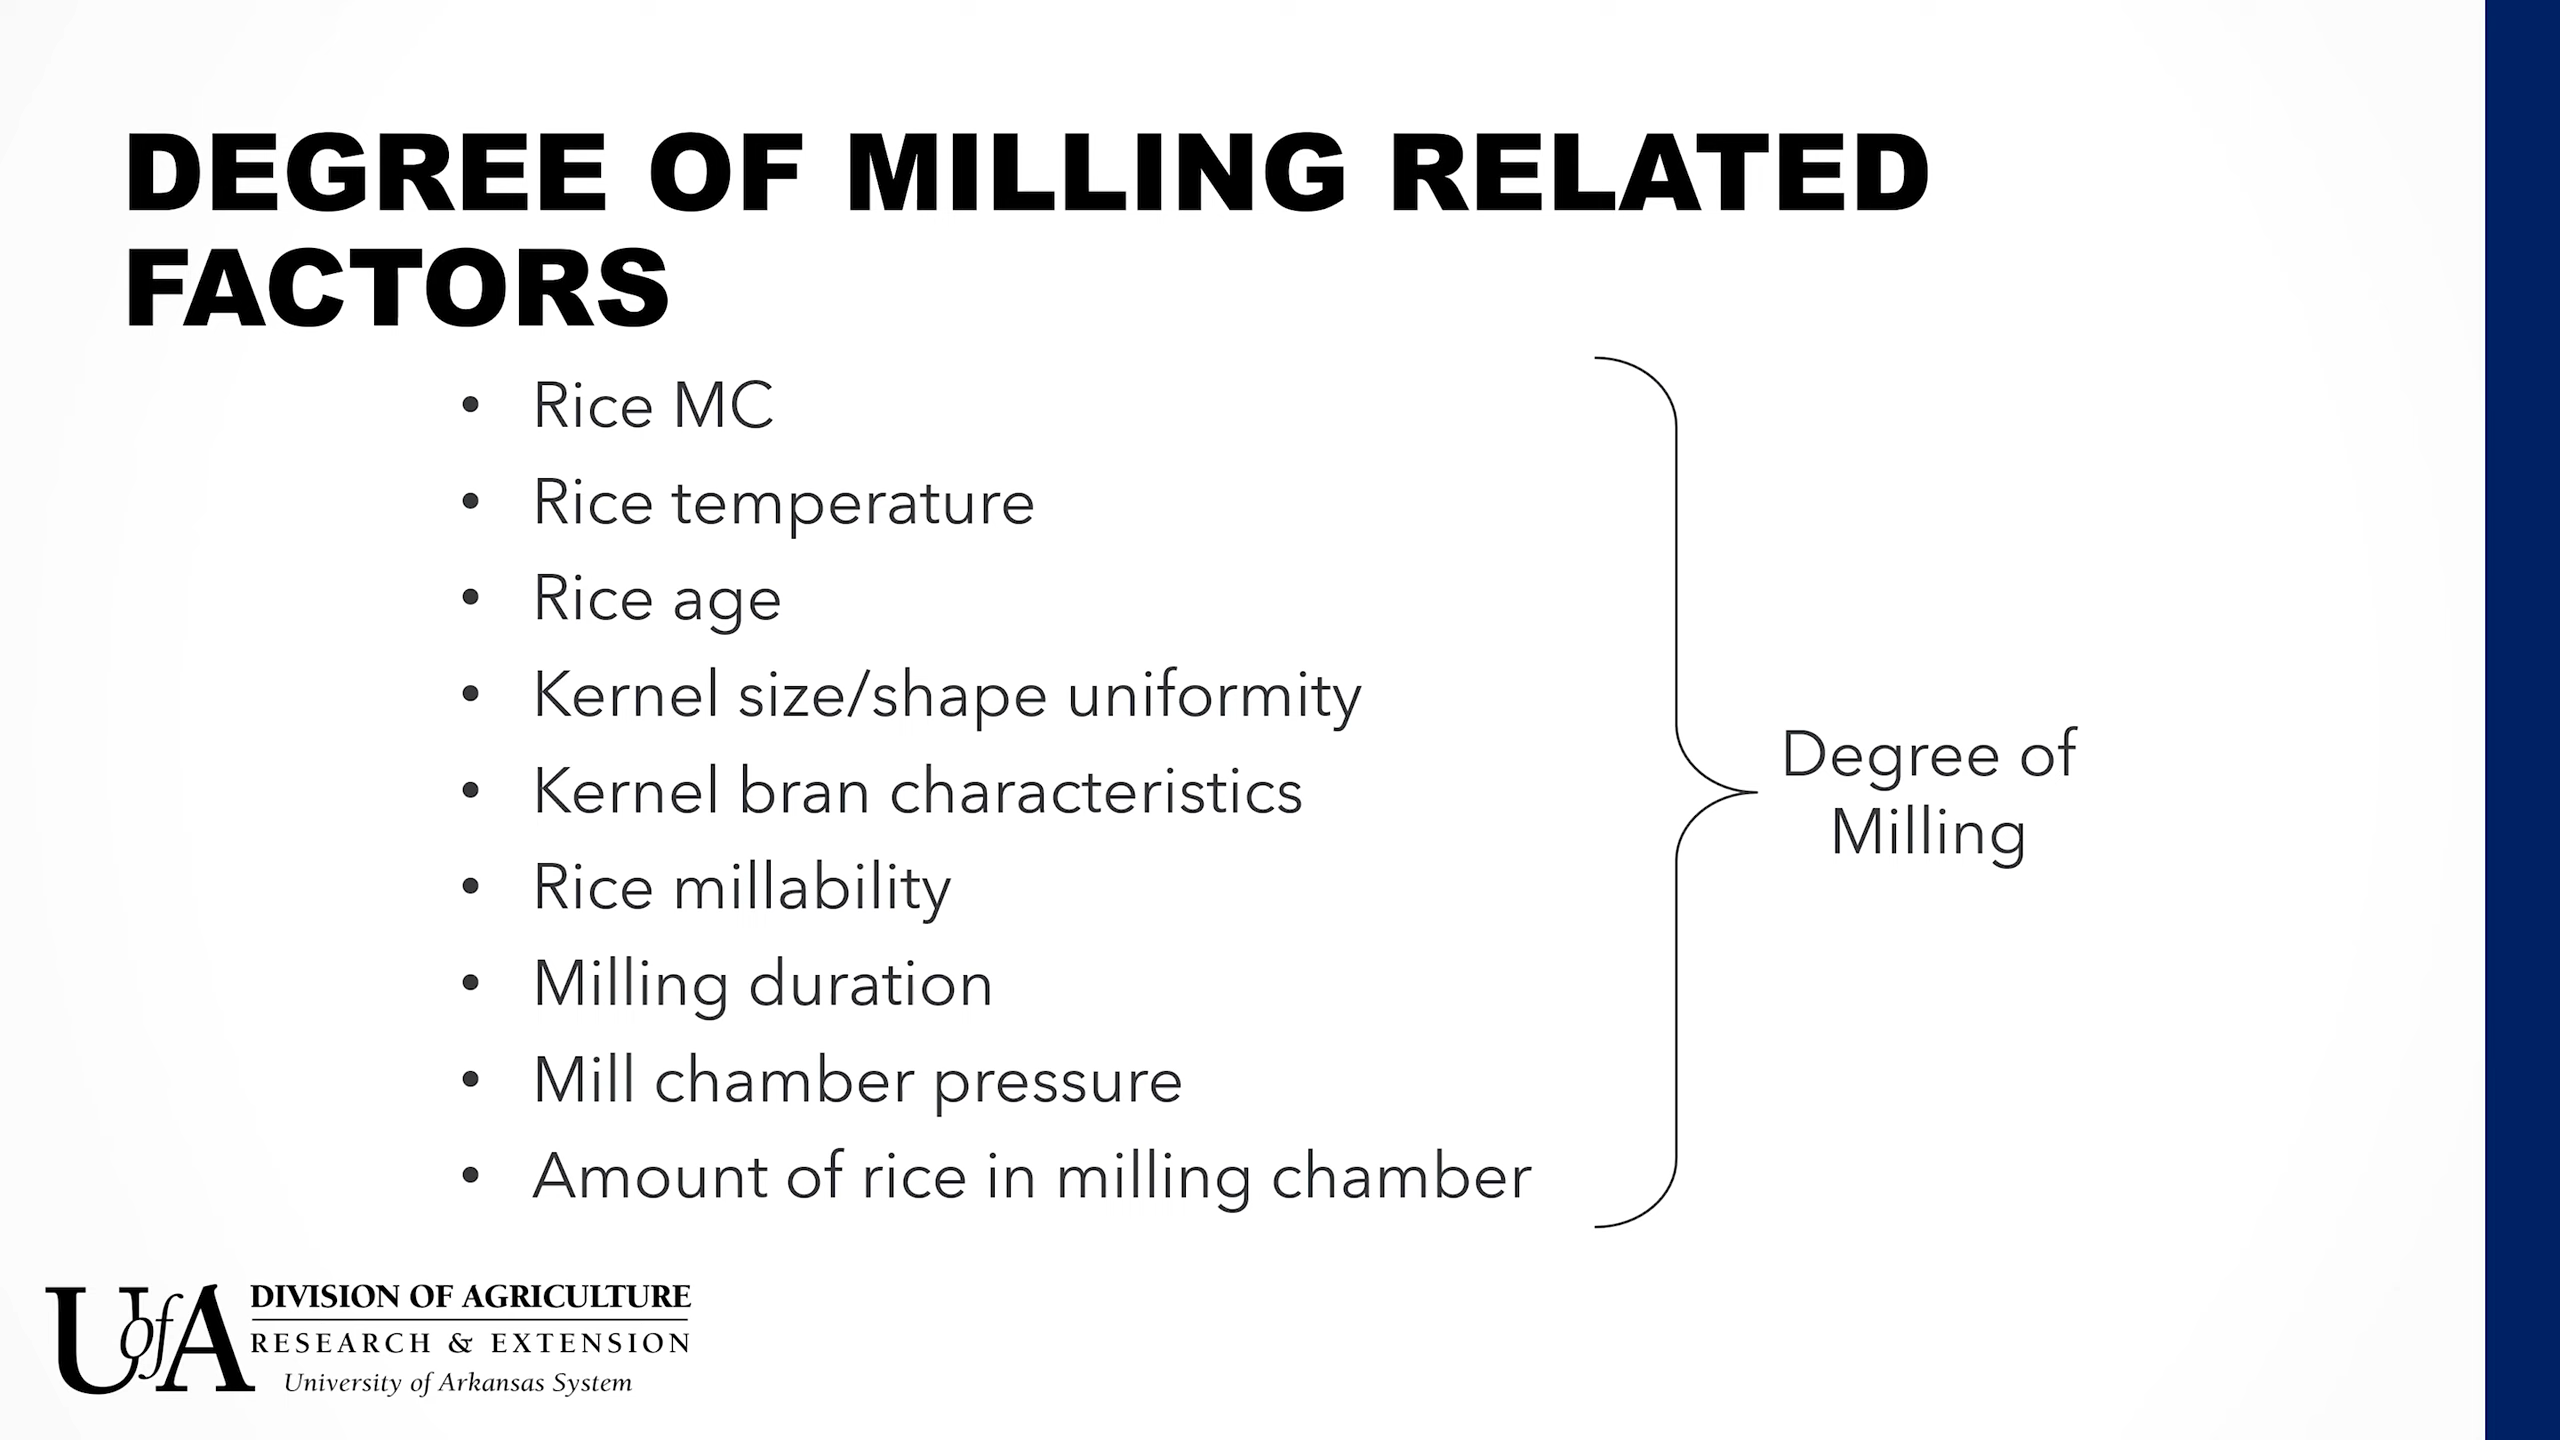 DEGREE OF MILLING RELATED
FACTORS
• Rice MC
• Rice temperature
• Rice age
• Kernel size/shape uniformity
• Kernel bran characteristics
• Rice millability
• Milling duration
• Mill chamber pressure
• Amount of rice in milling chamber
Degree of
Milling
UofA
DIVISION OF AGRICULTURE
RESEARCH & EXTENSION
University of Arkansas System